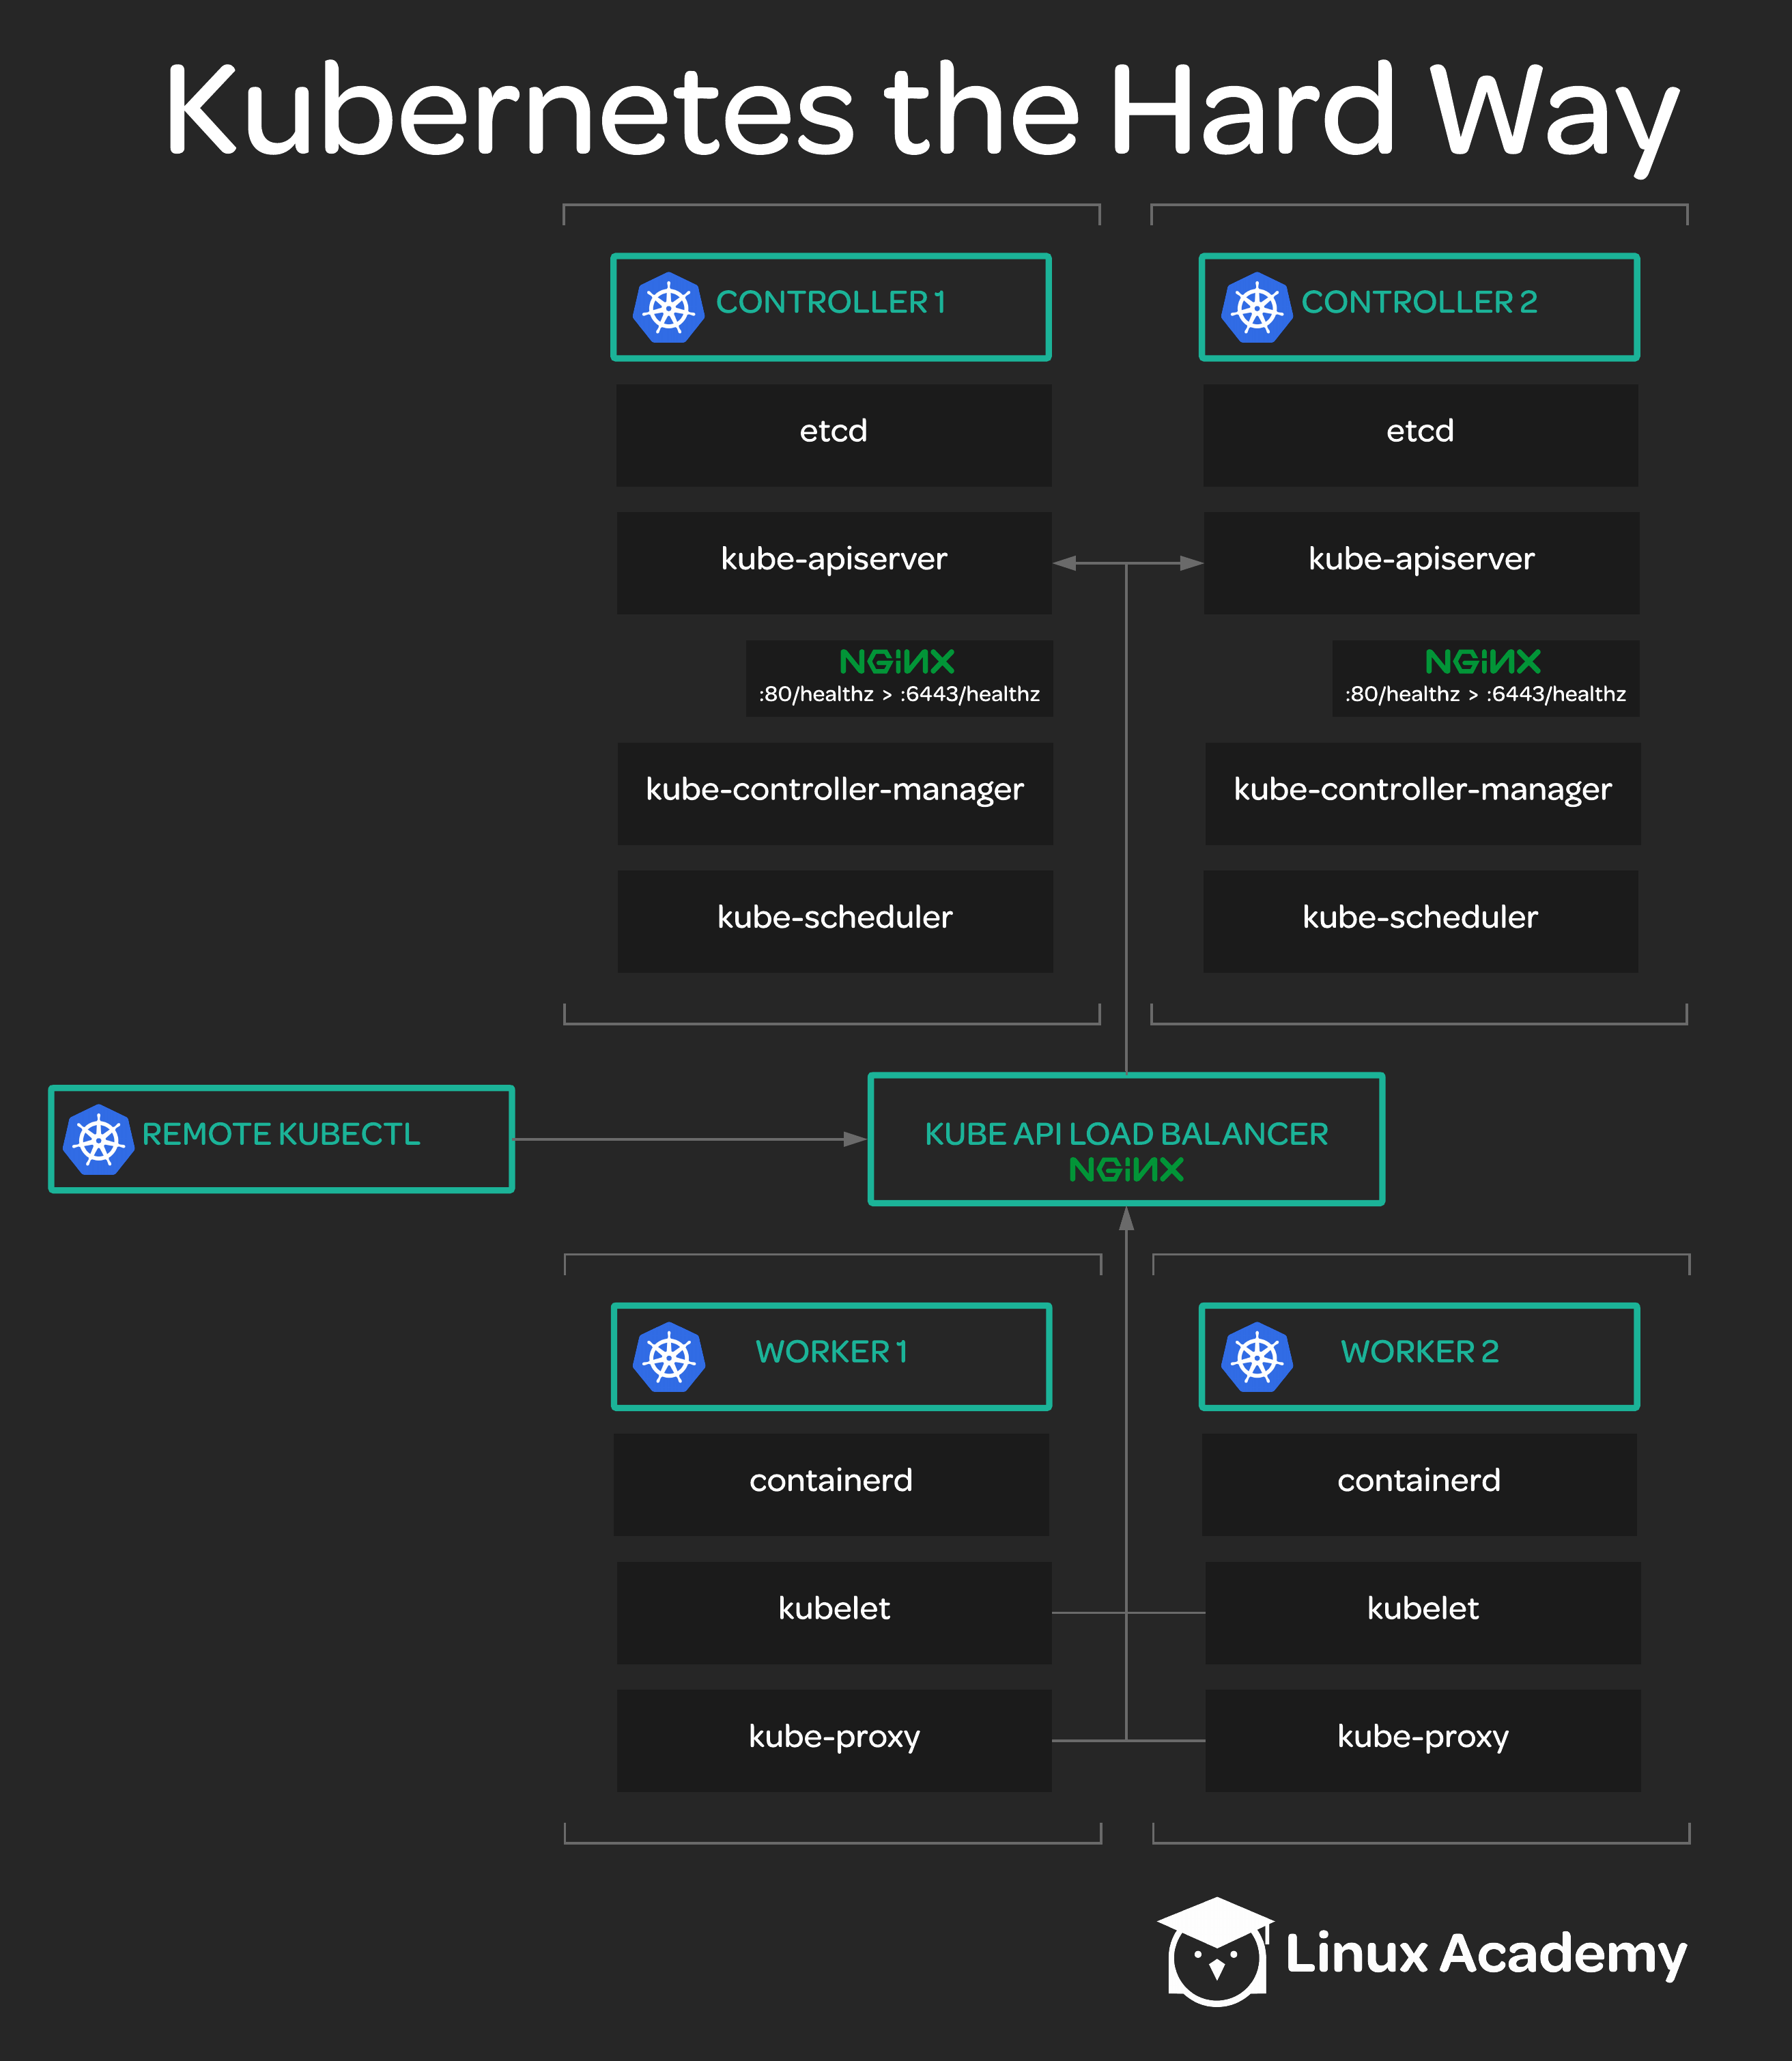 Kubernetes the Hard Way
CONTROLLER 1
etcd
kube-apiserver
NGINX
:80/healthz > :6443/healthz
kube-controller-manager
kube-scheduler
CONTROLLER 2
etcd
kube-apiserver
NGINX
:80/healthz > :6443/healthz
kube-controller-manager
kube-scheduler
REMOTE KUBECTL
KUBE API LOAD BALANCER
NGINX
WORKER 1
containerd
kubelet
kube-proxy
WORKER 2
containerd
kubelet
kube-proxy
Linux Academy